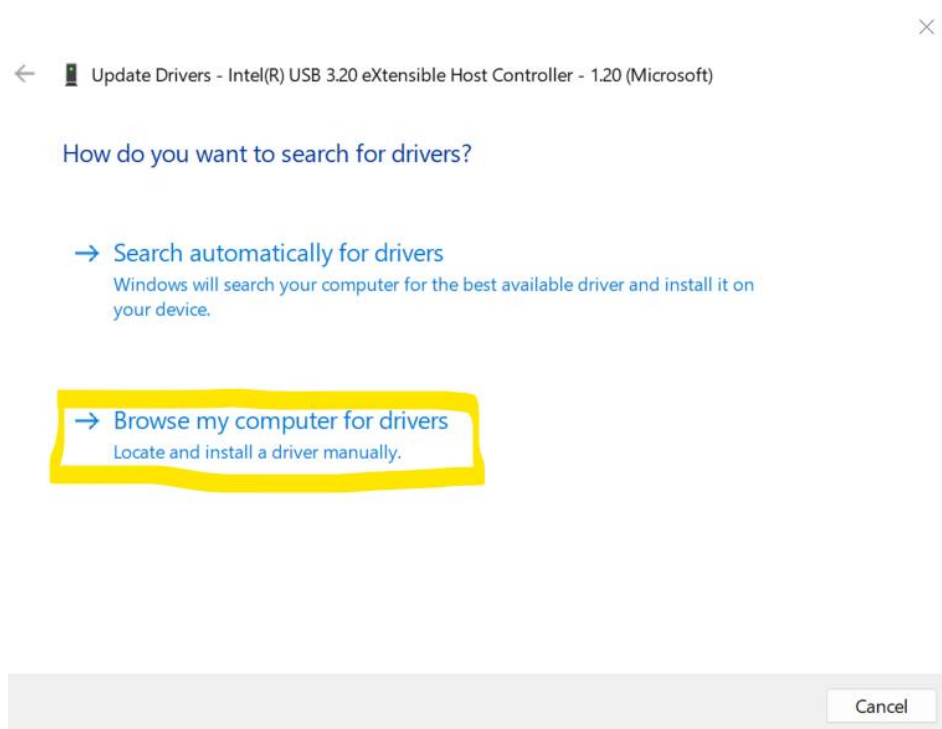 Update Drivers - Intel(R) USB 3.20 eXtensible Host Controller - 1.20 (Microsoft)
How do you want to search for drivers?
Search automatically for drivers
Windows will search your computer for the best available driver and install it on
your device.
Browse my computer for drivers
Locate and install a driver manually.
Cancel